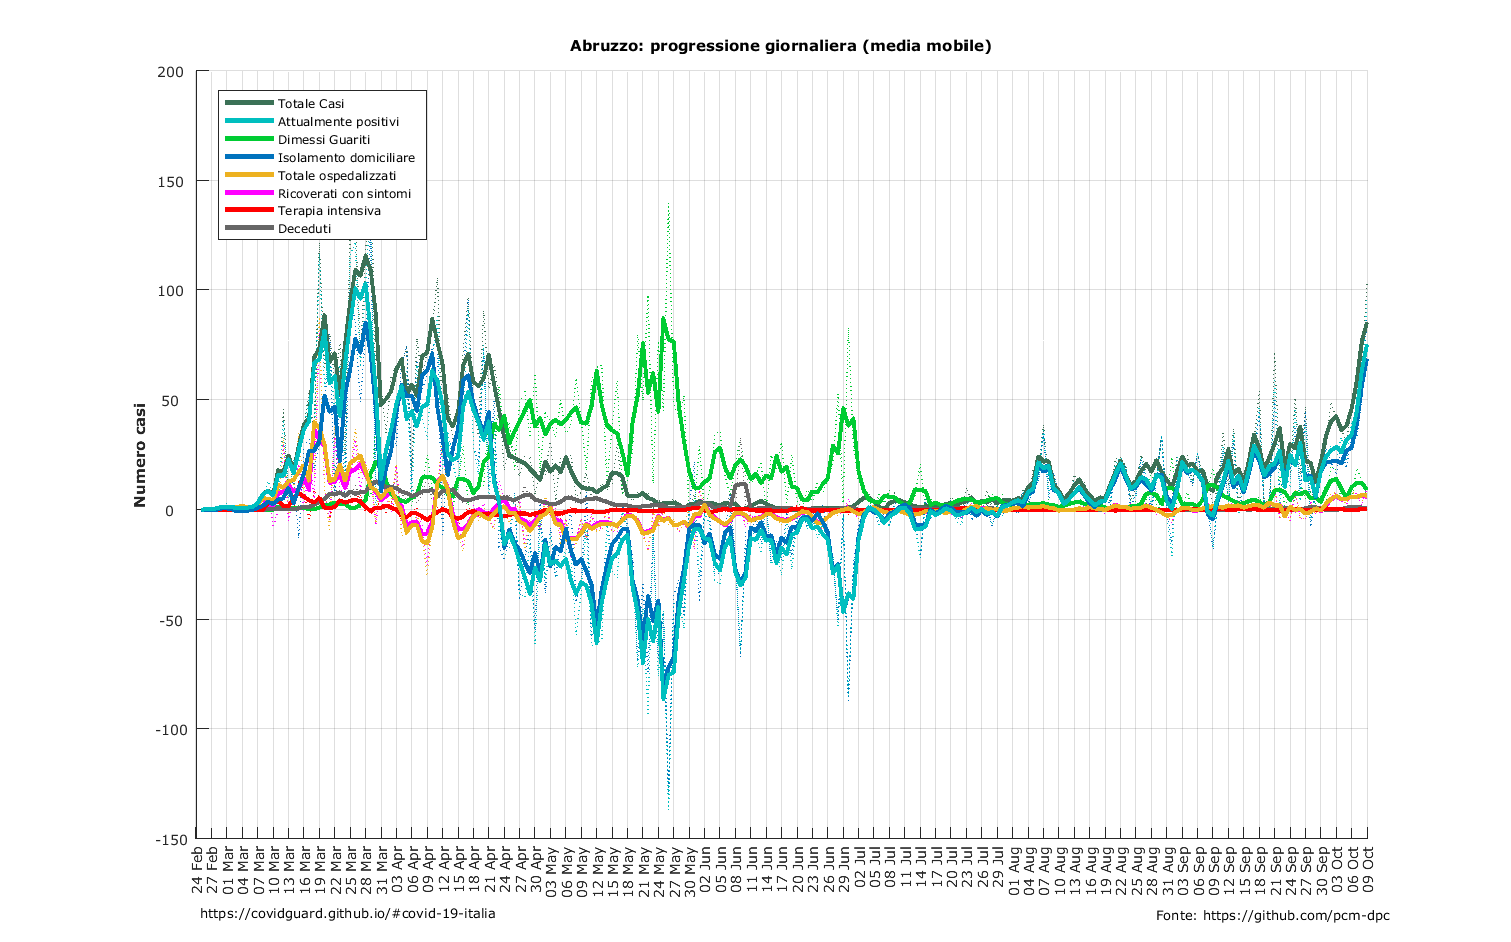 Abruzzo: progressione giornaliera (media mobile)
200
150
100
50
0
-50
-100
-150
Numero casi
Totale Casi
Attualmente positivi
Dimessi Guariti
Isolamento domiciliare
Totale ospedalizzati
Ricoverati con sintomi
Terapia intensiva
Deceduti
24 Feb
27 Feb
01 Mar
04 Mar
07 Mar
10 Mar
13 Mar
16 Mar
19 Mar
22 Mar
25 Mar
28 Mar
31 Mar
03 Apr
06 Apr
09 Apr
12 Apr
15 Apr
18 Apr
21 Apr
24 Apr
27 Apr
30 Apr
03 May
06 May
09 May
12 May
15 May
18 May
21 May
24 May
27 May
30 May
02 Jun
05 Jun
08 Jun
11 Jun
14 Jun
17 Jun
20 Jun
23 Jun
26 Jun
29 Jun
02 Jul
05 Jul
08 Jul
11 Jul
14 Jul
17 Jul
20 Jul
23 Jul
26 Jul
29 Jul
01 Aug
04 Aug
07 Aug
10 Aug
13 Aug
16 Aug
19 Aug
22 Aug
25 Aug
28 Aug
31 Aug
03 Sep
06 Sep
09 Sep
12 Sep
15 Sep
18 Sep
21 Sep
24 Sep
27 Sep
30 Sep
03 Oct
06 Oct
09 Oct
https://covidguard.github.io/#covid-19-italia
Fonte: https://github.com/pcm-dpc